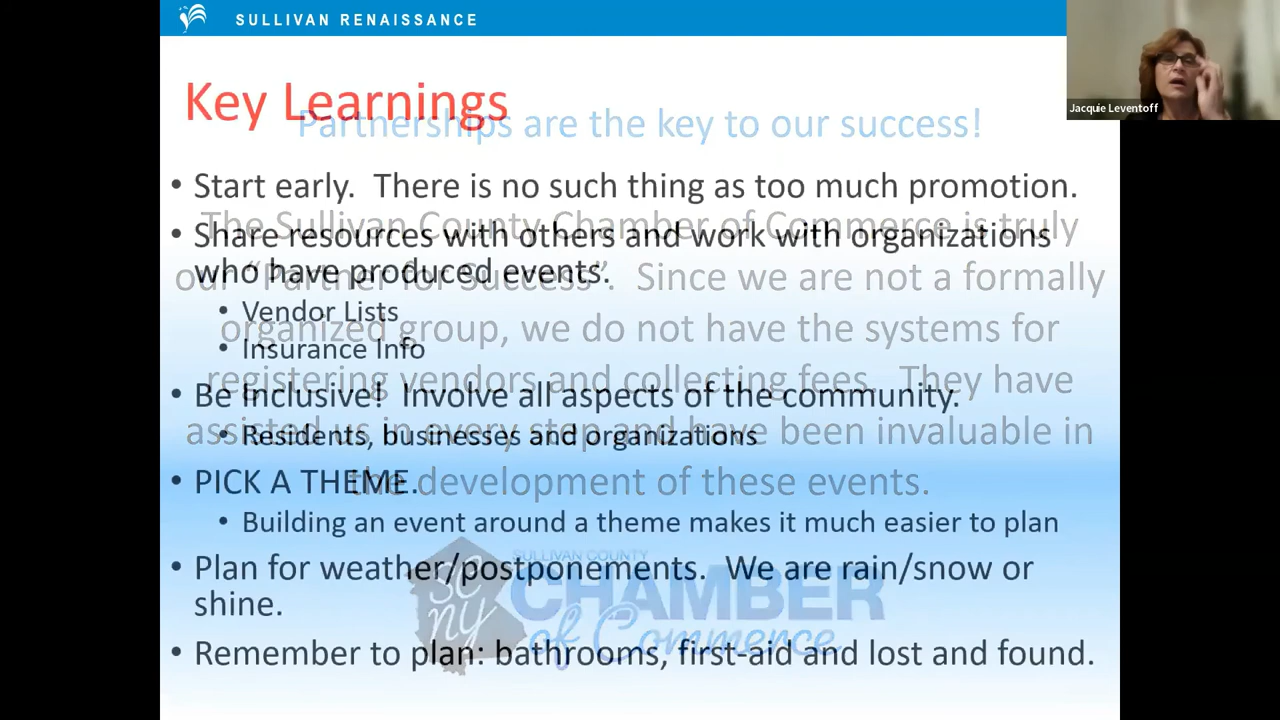 SULLIVAN RENAISSANCE
Jacquie Leventoff
Key Learnings
Partnerships are the key to our success!
• Start early.  There is no such thing as too much promotion.
• Share resources with others and work with organizations
who have produced events.
• Vendor Lists
• Insurance Info
• Be Inclusive!  Involve all aspects of the community.
• Residents, businesses and organizations
• PICK A THEME.
• Building an event around a theme makes it much easier to plan
• Plan for weather/postponements.  We are rain/snow or
shine.
• Remember to plan: bathrooms, first-aid and lost and found.
The Sullivan County Chamber of Commerce is truly
our “Partner for Success”.  Since we are not a formally
organized group, we do not have the systems for
registering vendors and collecting fees.  They have
assisted us in every step and have been invaluable in
the development of these events.
sc
ny
SULLIVAN COUNTY
CHAMBER
of Commerce